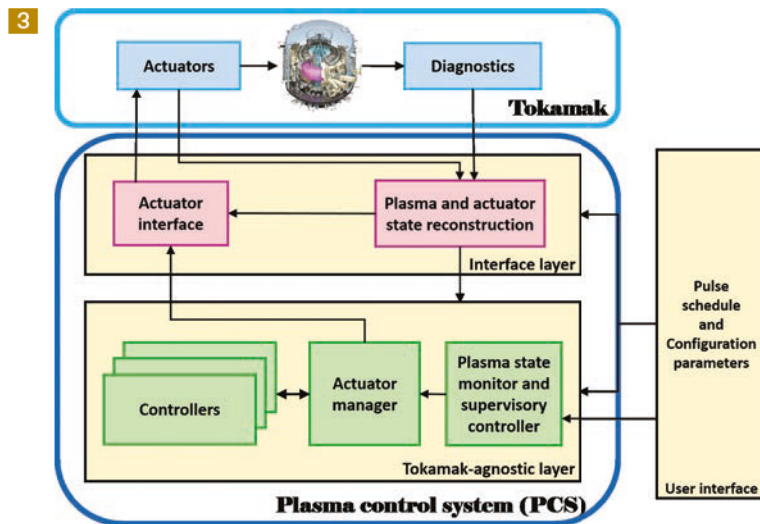 3
Actuators
Diagnostics
Tokamak
Actuator
interface
Plasma and actuator
state reconstruction
Interface layer
Pulse
schedule
and
Configuration
parameters
Controllers
Actuator
manager
Plasma state
monitor and
supervisory
controller
Tokamak-agnostic layer
User interface
Plasma control system (PCS)